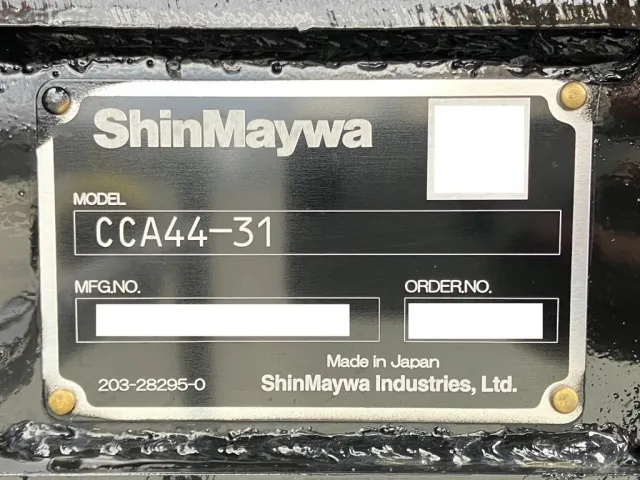 ShinMaywa
MODEL
CCA44-31
MFG.NO.
ORDER.NO.
Made in Japan
203-28295-0
ShinMaywa Industries, Ltd.